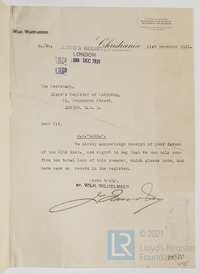 WILH. WILHELMSEN
Christiania
21st December 1921.
LLOYD'S REGISTER
LONDON
DEC 1921
The Secretary,
Lloyd's Register of Shipping,
71, Fenchurch Street,
LONDON, E.C. 3
Dear Sir,
We hereby acknowledge receipt of your favour
of the 15th inst., and regret to say that we can only con-
firm the total loss of this steamer, which please note, and
have same on record in the register.
Yours truly,
pr. WILH. WILHELMSEN
© 2021
Lloyd's
Register
Foundation